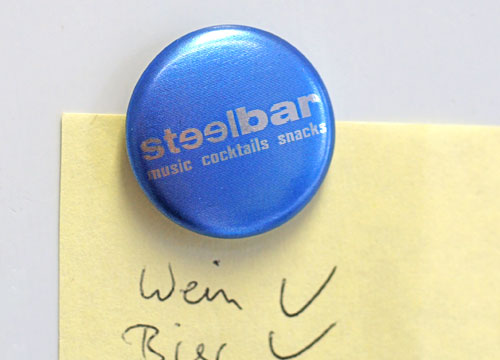 steelbar
music cocktails snacks
Wein ✓
Bier ✓